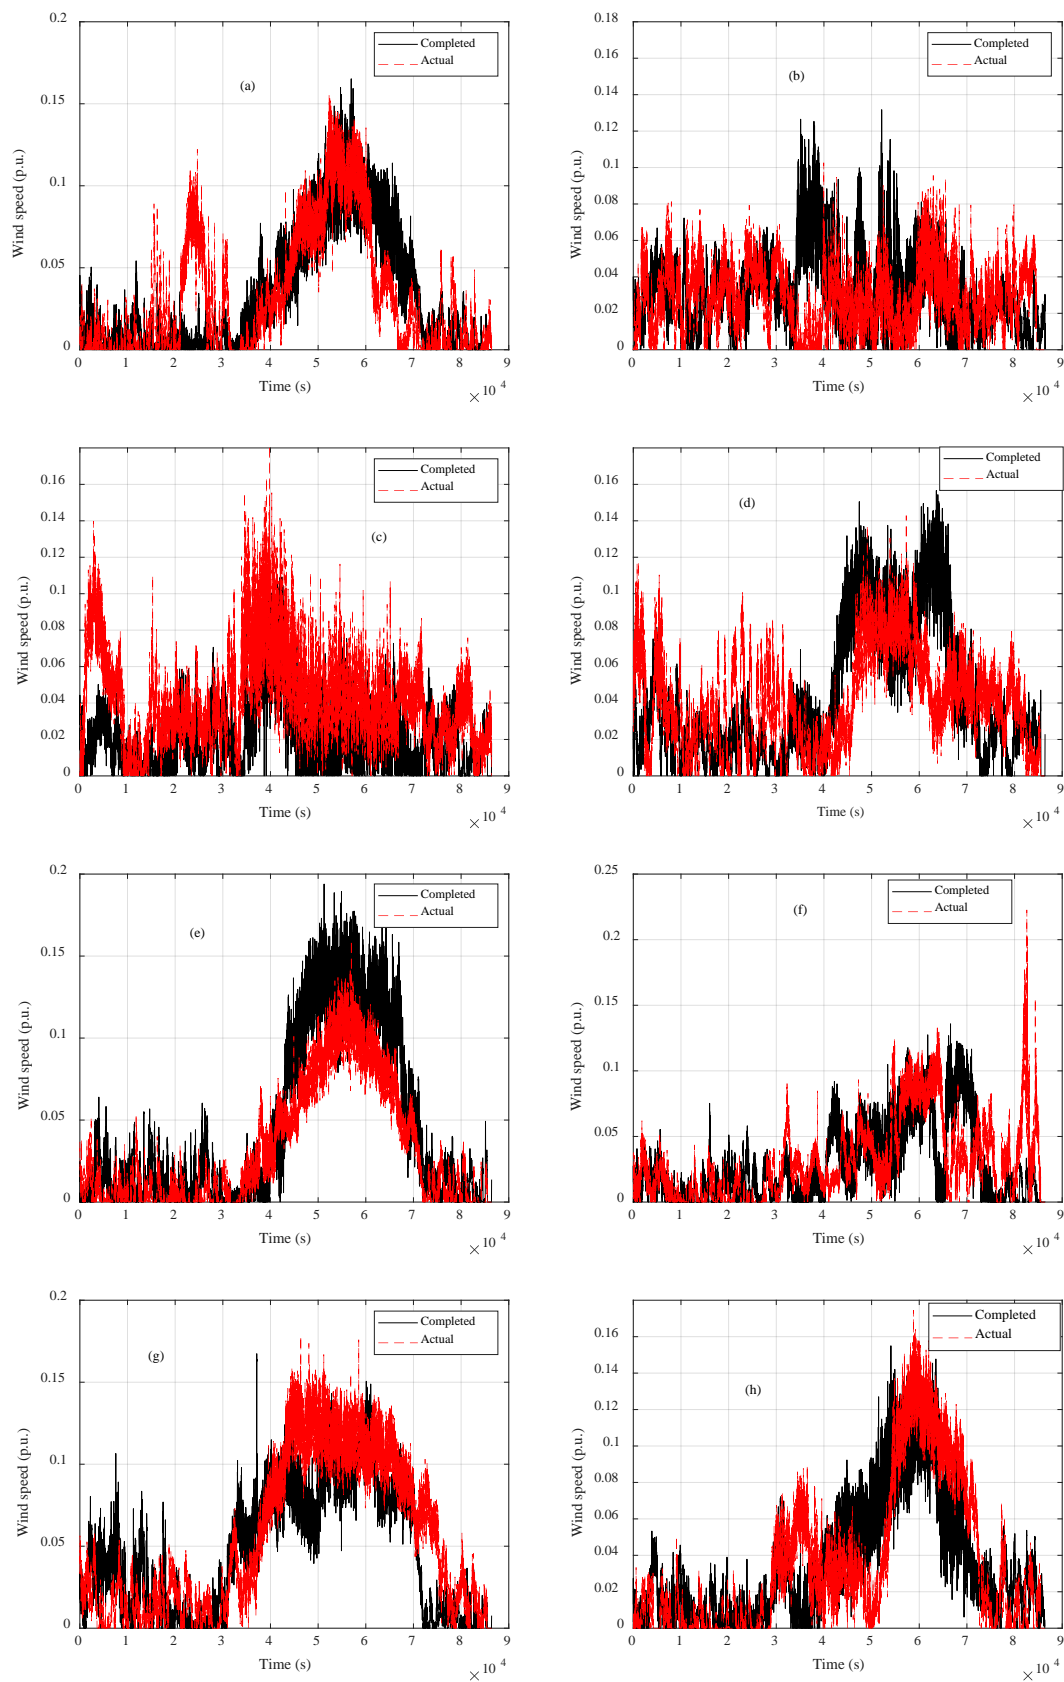 0.2
0.15
0.1
0.05
0
Wind speed (p.u.)
(a)
Completed
Actual
0 1 2 3 4 5 6 7 8 9
Time (s)
× 10 4
0.18
0.16
0.14
0.12
0.1
0.08
0.06
0.04
0.02
0
Wind speed (p.u.)
(b)
Completed
Actual
0 1 2 3 4 5 6 7 8 9
Time (s)
× 10 4
0.16
0.14
0.12
0.1
0.08
0.06
0.04
0.02
0
Wind speed (p.u.)
(c)
Completed
Actual
0 1 2 3 4 5 6 7 8 9
Time (s)
× 10 4
0.16
0.14
0.12
0.1
0.08
0.06
0.04
0.02
0
Wind speed (p.u.)
(d)
Completed
Actual
0 1 2 3 4 5 6 7 8 9
Time (s)
× 10 4
0.2
0.15
0.1
0.05
0
Wind speed (p.u.)
(e)
Completed
Actual
0 1 2 3 4 5 6 7 8 9
Time (s)
× 10 4
0.25
0.2
0.15
0.1
0.05
0
Wind speed (p.u.)
(f)
Completed
Actual
0 1 2 3 4 5 6 7 8 9
Time (s)
× 10 4
0.2
0.15
0.1
0.05
0
Wind speed (p.u.)
(g)
Completed
Actual
0 1 2 3 4 5 6 7 8 9
Time (s)
× 10 4
0.16
0.14
0.12
0.1
0.08
0.06
0.04
0.02
0
Wind speed (p.u.)
(h)
Completed
Actual
0 1 2 3 4 5 6 7 8 9
Time (s)
× 10 4